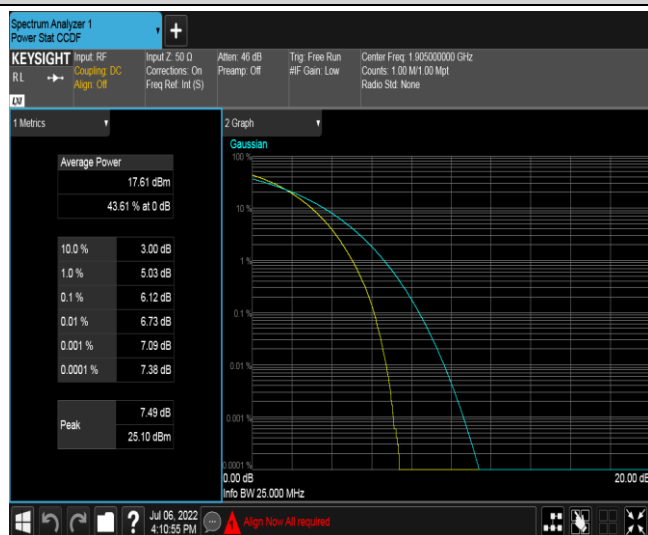 Spectrum Analyzer 1
Power Stat CCDF
+
KEYSIGHT
RL
LXI
Input: RF
Coupling: DC
Align: Off
Input Z: 50 Ω
Corrections: On
Freq Ref: Int (S)
Atten: 46 dB
Preamp: Off
Trig: Free Run
#IF Gain: Low
Center Freq: 1.905000000 GHz
Counts: 1.00 M/1.00 Mpt
Radio Std: None
1 Metrics
Average Power
17.61 dBm
43.61 % at 0 dB
10.0 % 3.00 dB
1.0 % 5.03 dB
0.1 % 6.12 dB
0.01 % 6.73 dB
0.001 % 7.09 dB
0.0001 % 7.38 dB
Peak
7.49 dB
25.10 dBm
2 Graph
Gaussian
100 %
10 %
1 %
0.1 %
0.01 %
0.001 %
0.0001 %
0.00 dB
20.00 dB
Info BW 25.000 MHz
?
Jul 06, 2022
4:10:55 PM
1
Align Now All required